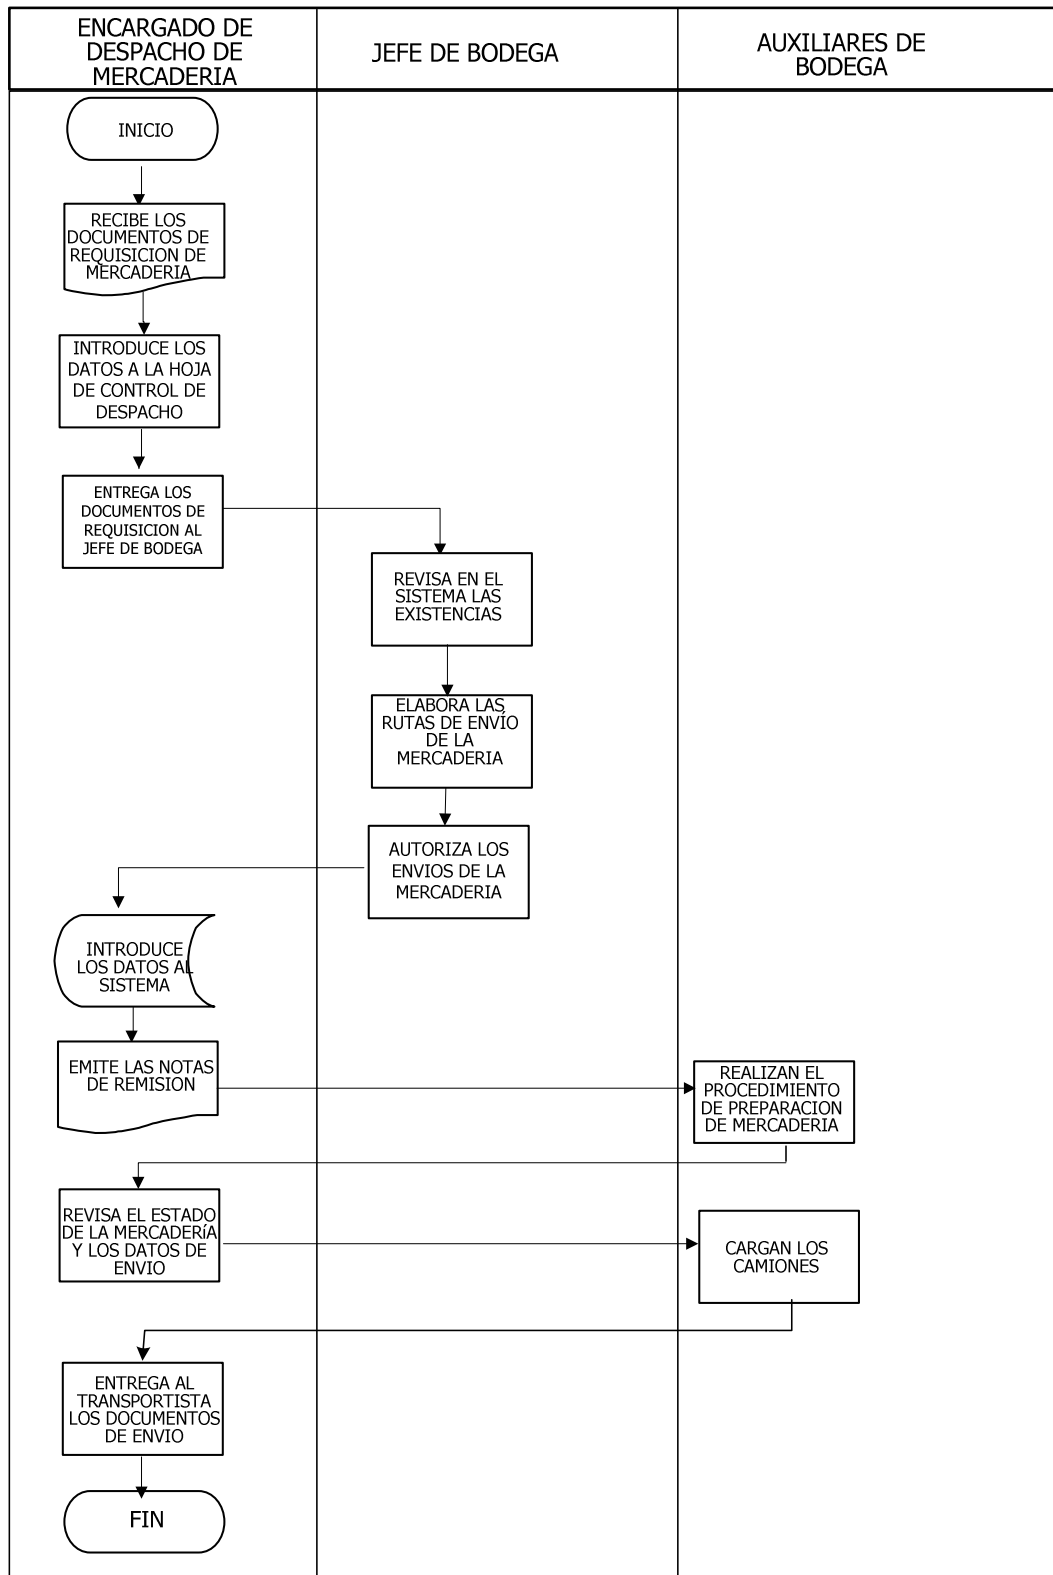 ENCARGADO DE
DESPACHO DE
MERCADERIA
JEFE DE BODEGA
AUXILIARES DE
BODEGA
INICIO
RECIBE LOS
DOCUMENTOS DE
REQUISICION DE
MERCADERIA
INTRODUCE LOS
DATOS A LA HOJA
DE CONTROL DE
DESPACHO
ENTREGA LOS
DOCUMENTOS DE
REQUISICION AL
JEFE DE BODEGA
REVISA EN EL
SISTEMA LAS
EXISTENCIAS
ELABORA LAS
RUTAS DE ENVÍO
DE LA
MERCADERIA
AUTORIZA LOS
ENVIOS DE LA
MERCADERIA
INTRODUCE
LOS DATOS AL
SISTEMA
EMITE LAS NOTAS
DE REMISION
REALIZAN EL
PROCEDIMIENTO
DE PREPARACION
DE MERCADERIA
REVISA EL ESTADO
DE LA MERCADERíA
Y LOS DATOS DE
ENVIO
CARGAN LOS
CAMIONES
ENTREGA AL
TRANSPORTISTA
LOS DOCUMENTOS
DE ENVIO
FIN